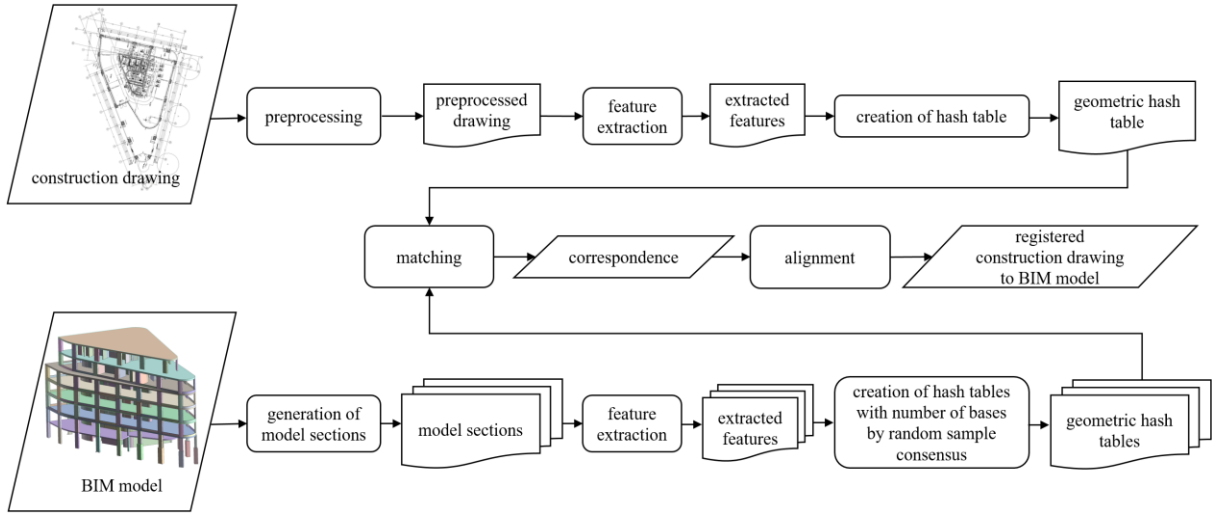 construction drawing
preprocessing
preprocessed
drawing
feature
extraction
extracted
features
creation of hash table
geometric hash
table
matching
correspondence
alignment
registered
construction drawing
to BIM model
BIM model
generation of
model sections
model sections
feature
extraction
extracted
features
creation of hash tables
with number of bases
by random sample
consensus
geometric hash
tables